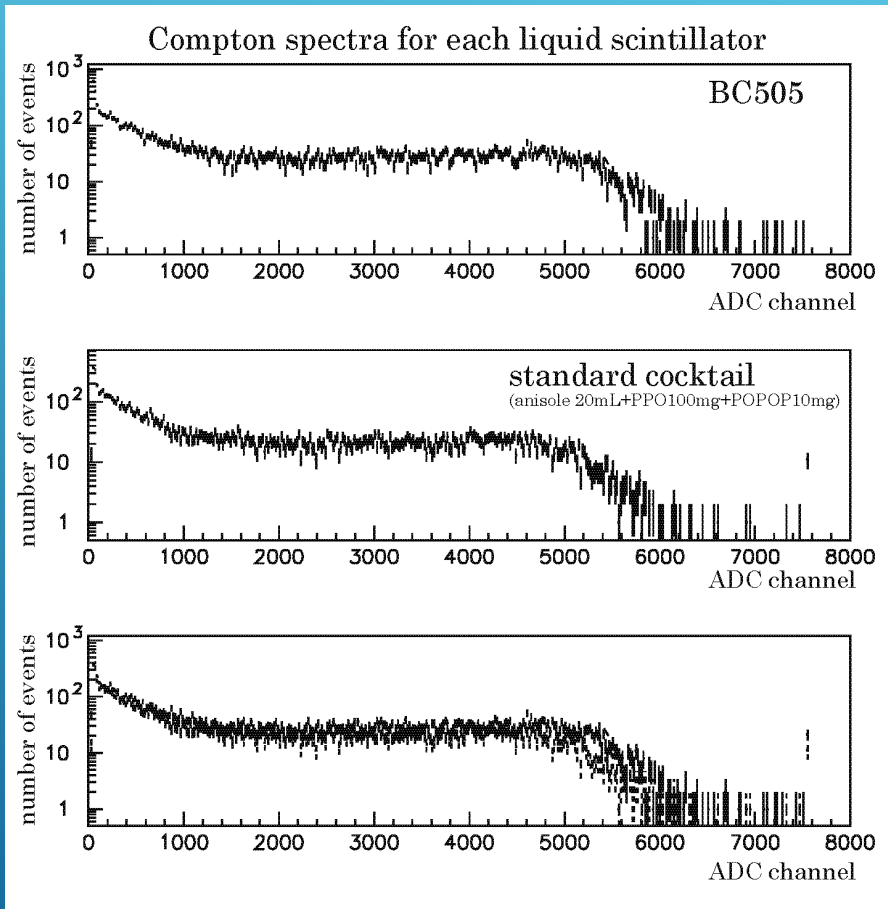 Compton spectra for each liquid scintillator
BC505
number of events
10³
10²
10
1
0 1000 2000 3000 4000 5000 6000 7000 8000
ADC channel
standard cocktail
(anisole 20mL+PPO100mg+POPOP10mg)
number of events
10²
10
1
0 1000 2000 3000 4000 5000 6000 7000 8000
ADC channel
number of events
10³
10²
10
1
0 1000 2000 3000 4000 5000 6000 7000 8000
ADC channel